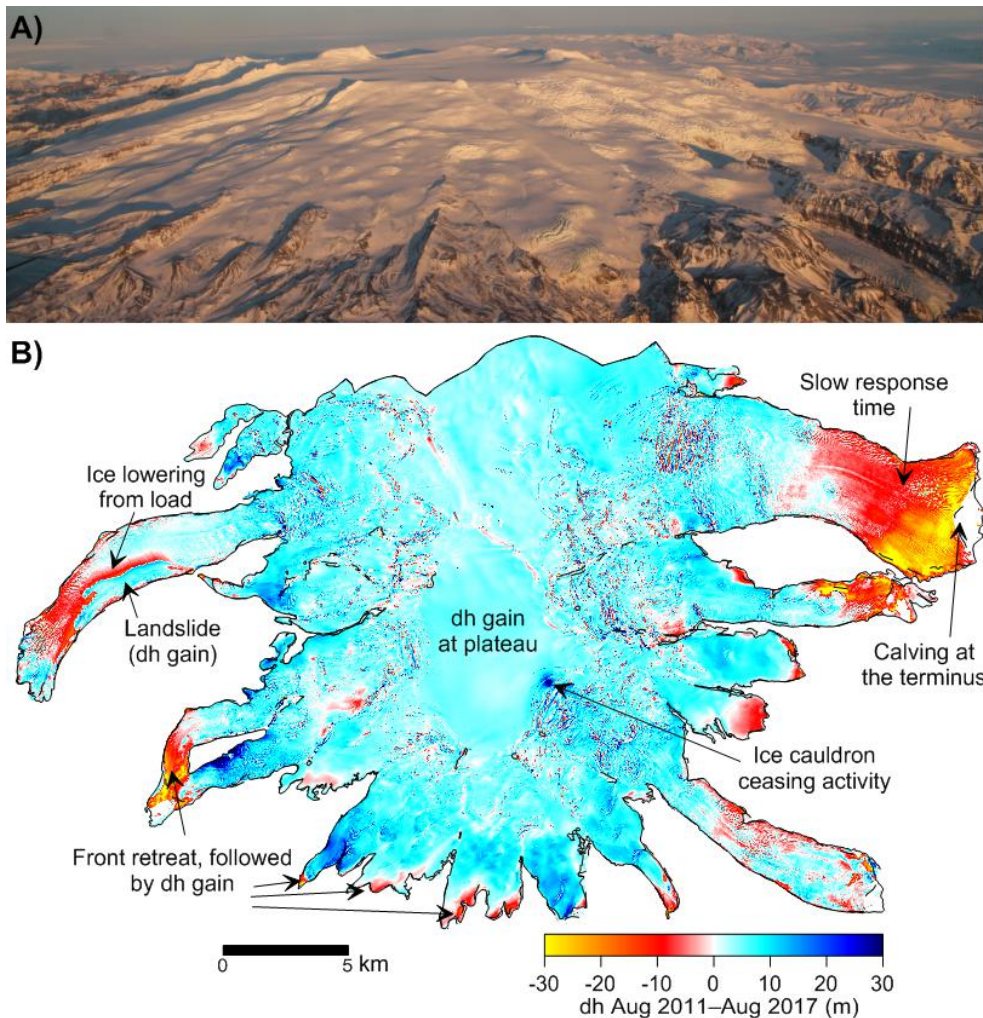 A)
B)
Slow response
time
Ice lowering
from load
Landslide
(dh gain)
dh gain
at plateau
Calving at
the terminus
Ice cauldron
ceasing activity
Front retreat, followed
by dh gain
0 5 km
-30 -20 -10 0 10 20 30
dh Aug 2011–Aug 2017 (m)